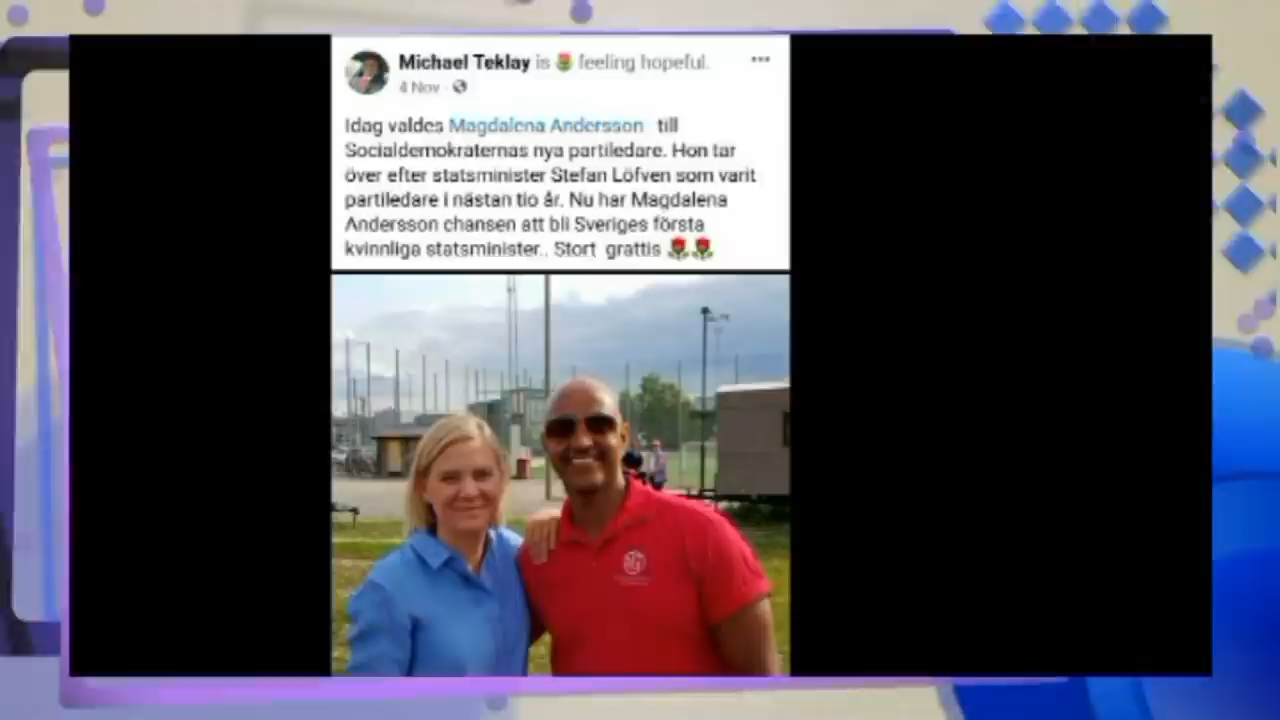 Michael Teklay is 🌹 feeling hopeful.
4 Nov ·
Idag valdes Magdalena Andersson till
Socialdemokraternas nya partiledare. Hon tar
över efter statsminister Stefan Löfven som varit
partiledare i nästan tio år. Nu har Magdalena
Andersson chansen att bli Sveriges första
kvinnliga statsminister.. Stort grattis 🌹🌹